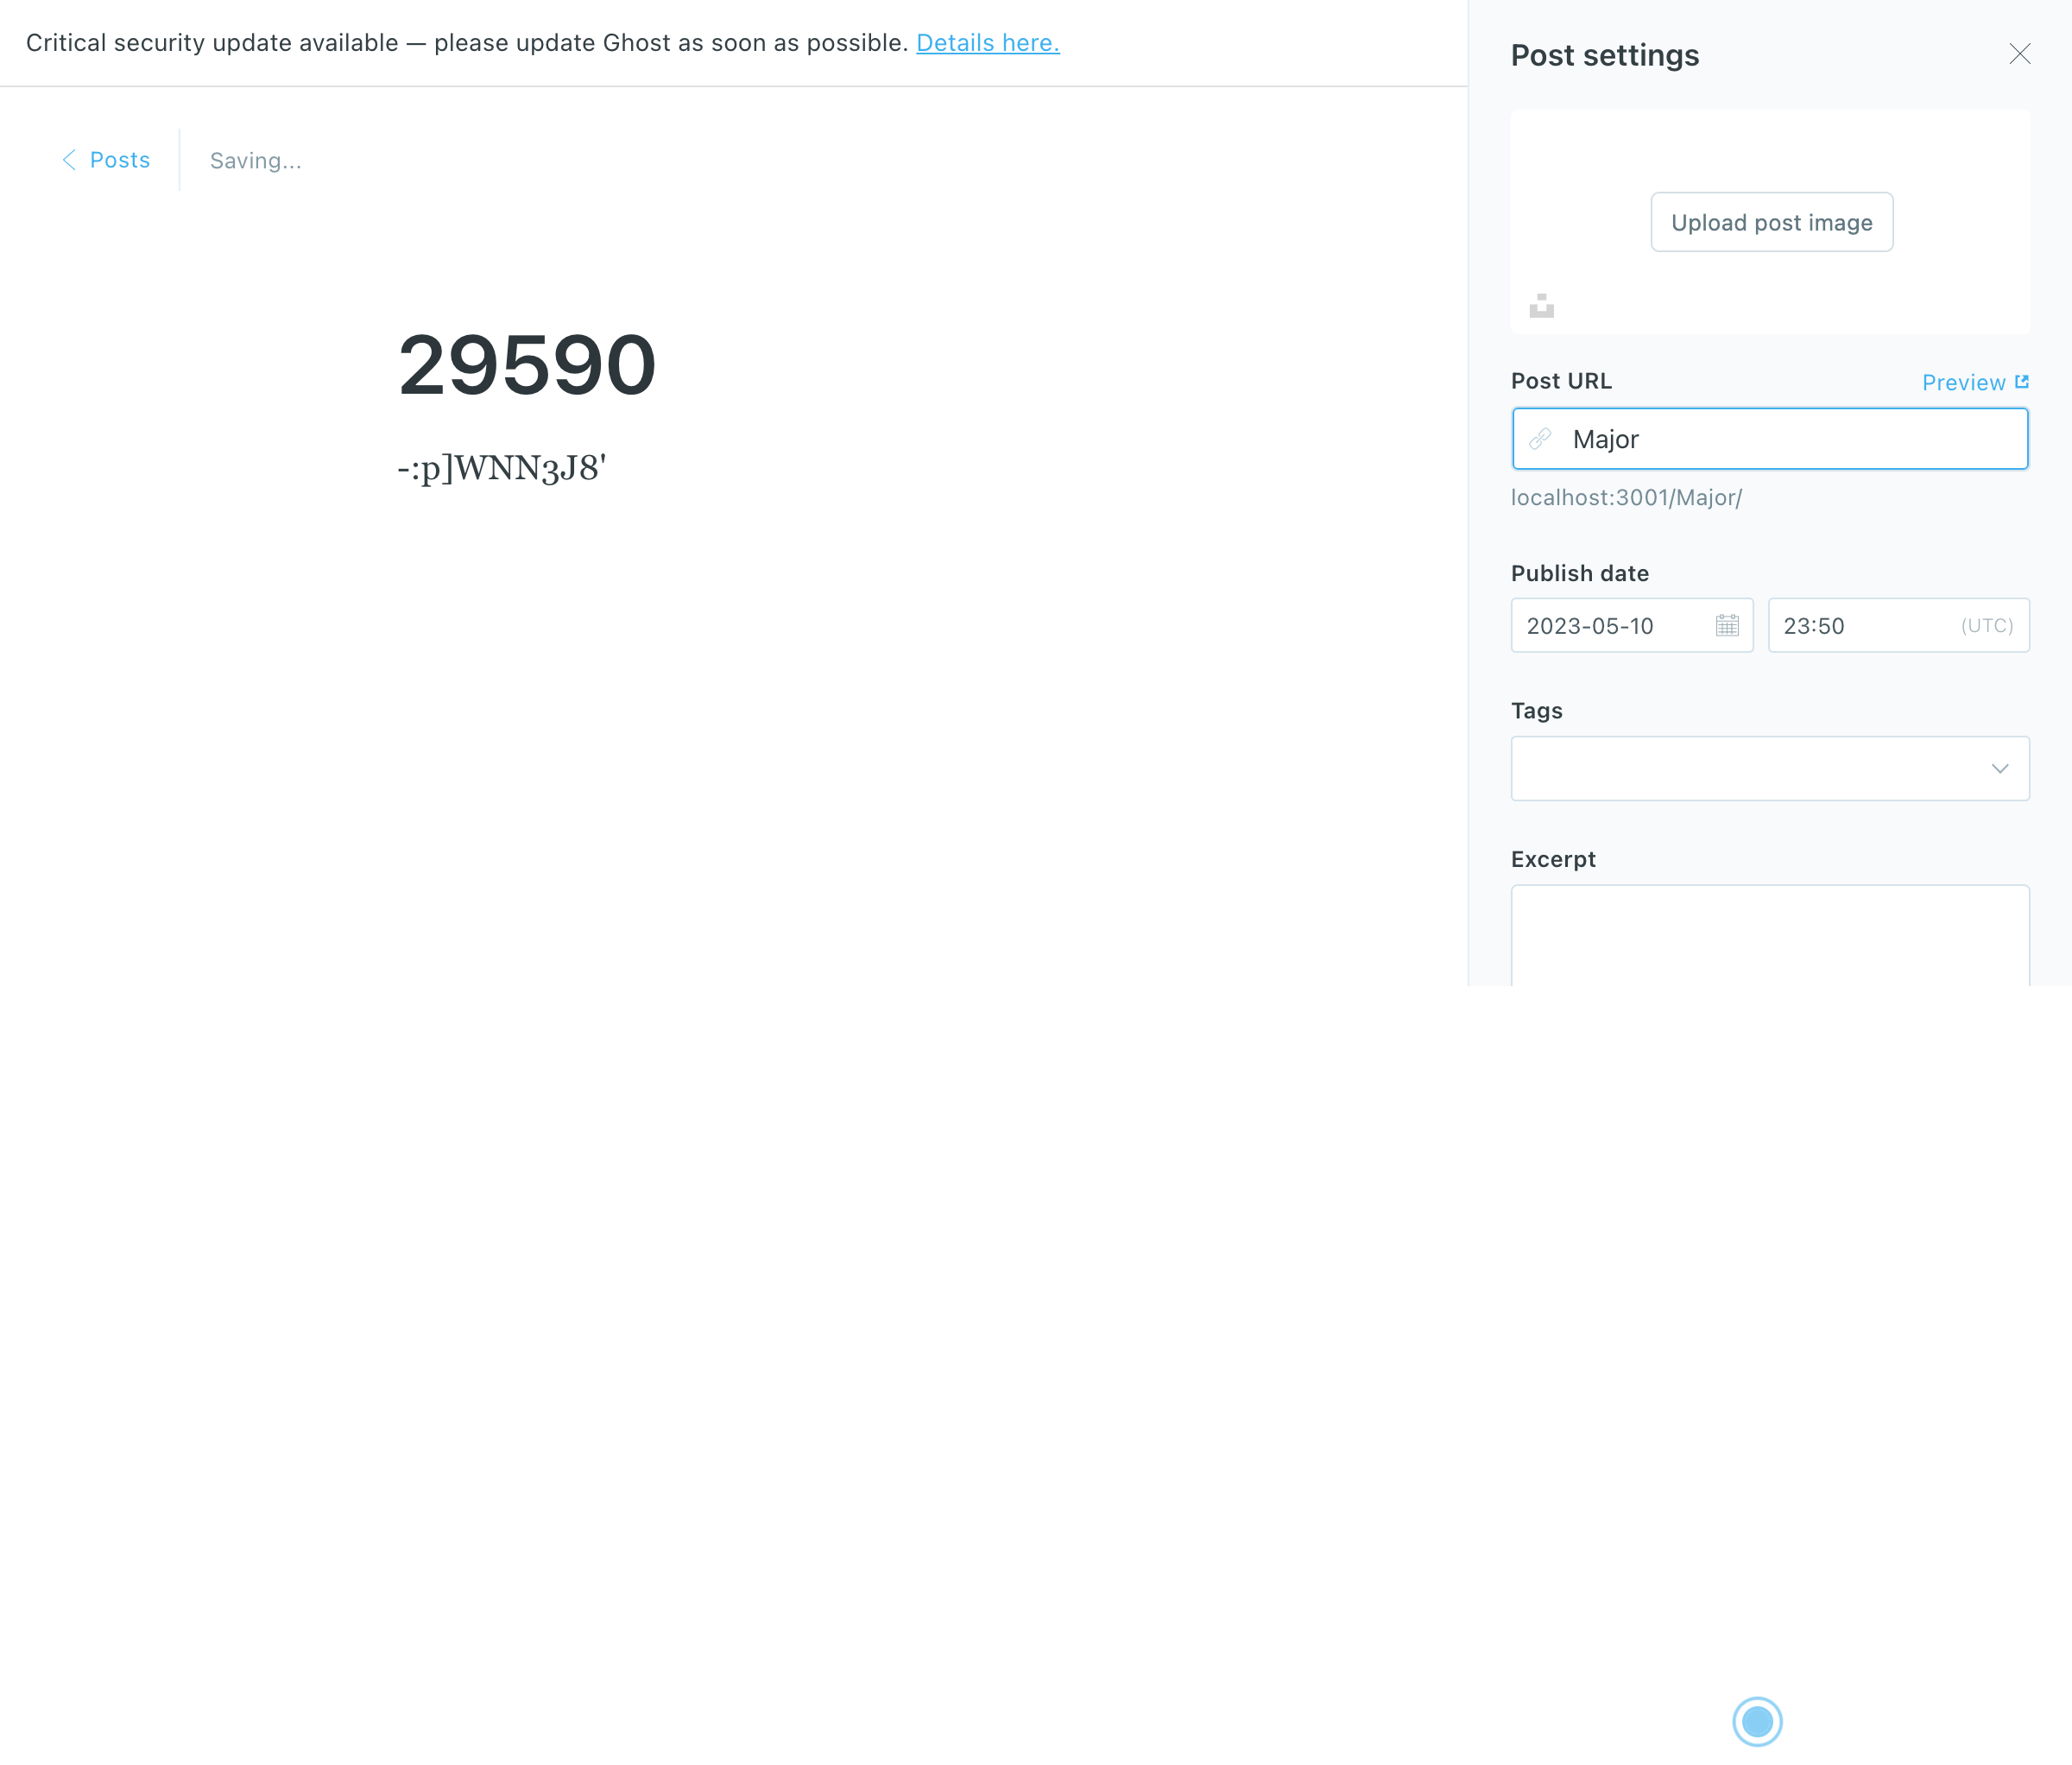 Critical security update available — please update Ghost as soon as possible. Details here.
Posts
Saving...
29590
-:p]WNN3J8'
Post settings
Upload post image
Post URL
Preview
Major
localhost:3001/Major/
Publish date
2023-05-10
23:50 (UTC)
Tags
Excerpt